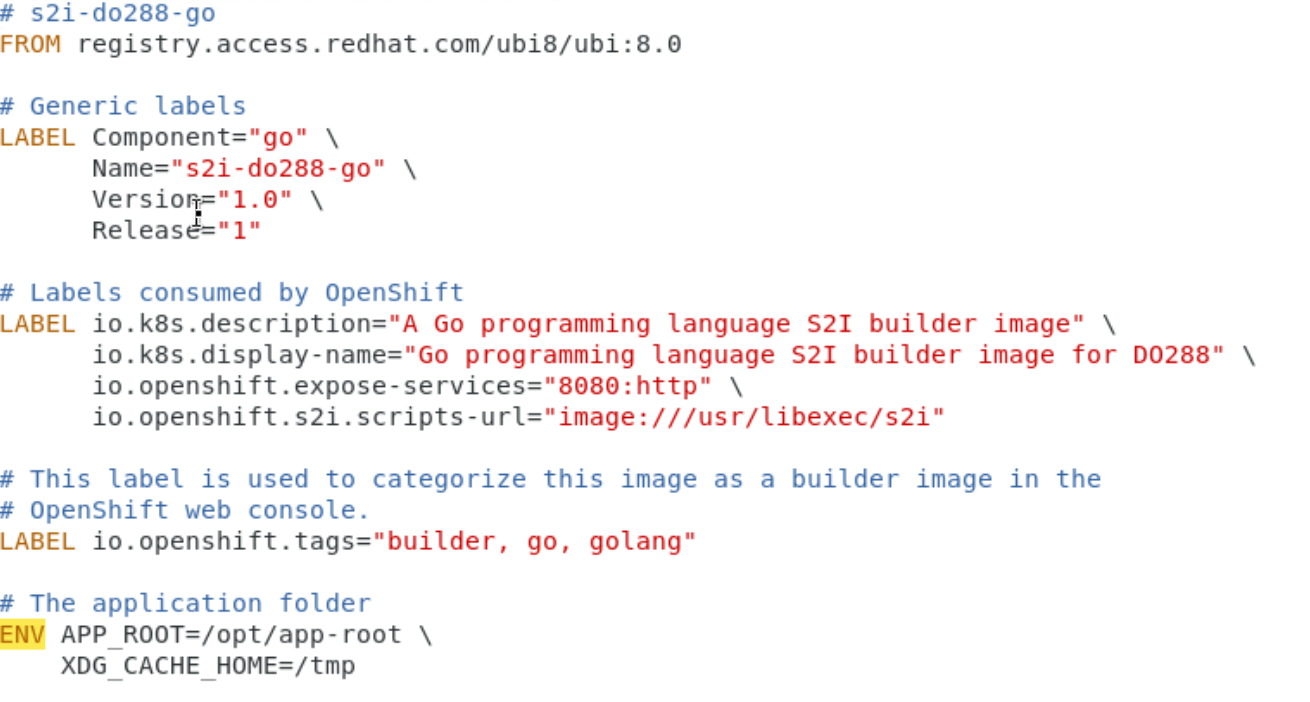 # s2i-do288-go
FROM registry.access.redhat.com/ubi8/ubi:8.0
# Generic labels
LABEL Component="go" \
      Name="s2i-do288-go" \
      Version="1.0" \
      Release="1"
# Labels consumed by OpenShift
LABEL io.k8s.description="A Go programming language S2I builder image" \
      io.k8s.display-name="Go programming language S2I builder image for DO288" \
      io.openshift.expose-services="8080:http" \
      io.openshift.s2i.scripts-url="image:///usr/libexec/s2i"
# This label is used to categorize this image as a builder image in the
# OpenShift web console.
LABEL io.openshift.tags="builder, go, golang"
# The application folder
ENV APP_ROOT=/opt/app-root \
    XDG_CACHE_HOME=/tmp